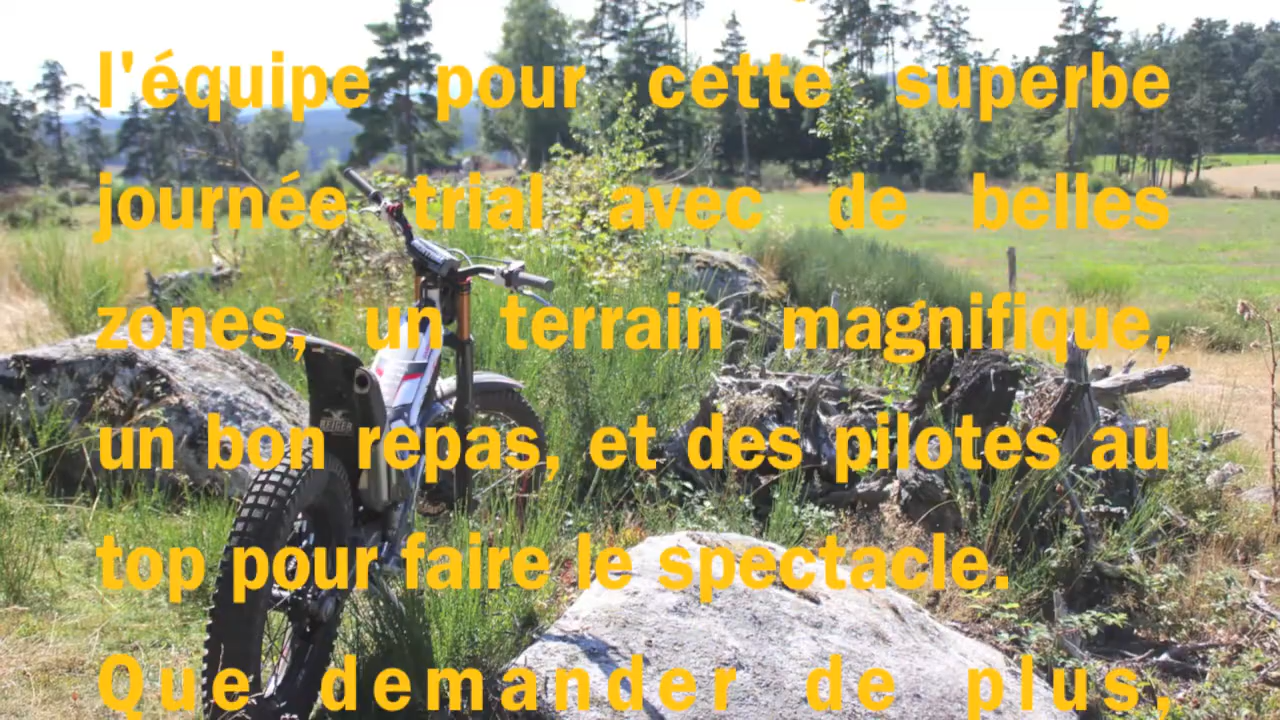 l'équipe pour cette superbe
journée trial avec de belles
zones, un terrain magnifique,
un bon repas, et des pilotes au
top pour faire le spectacle.
Que demander de plus,
REIGER